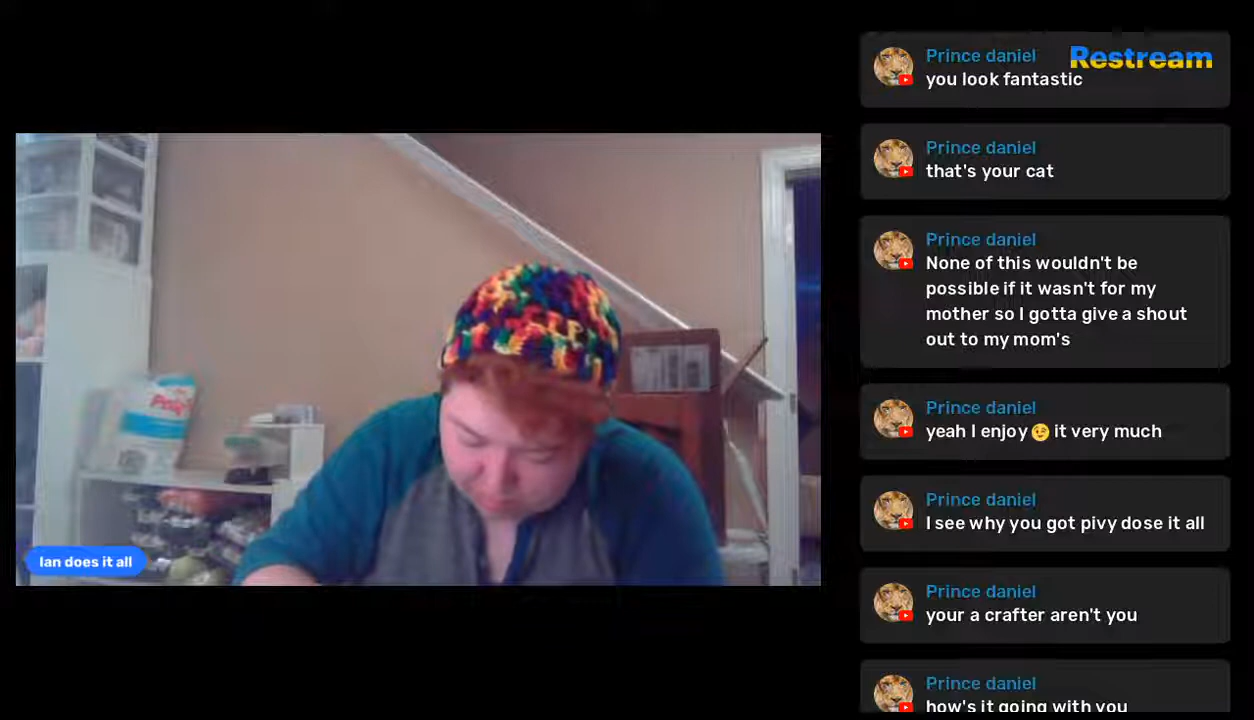 Restream
Prince daniel
you look fantastic
Prince daniel
that's your cat
Prince daniel
None of this wouldn't be
possible if it wasn't for my
mother so I gotta give a shout
out to my mom's
Prince daniel
yeah I enjoy 😉 it very much
Prince daniel
I see why you got pivy dose it all
Prince daniel
your a crafter aren't you
Prince daniel
how's it going with you
Ian does it all